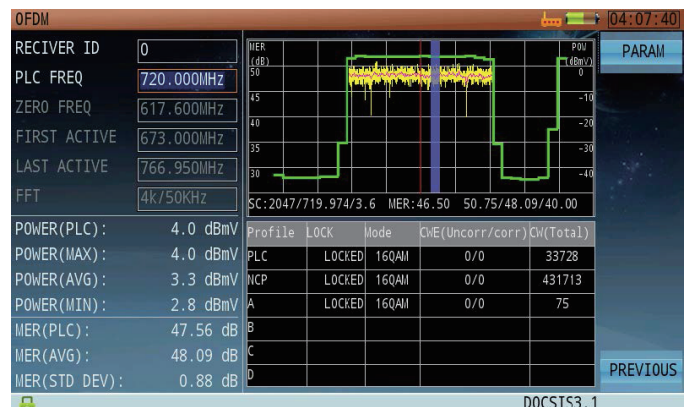 OFDM
04:07:40
RECIVER ID 0
PLC FREQ 720.000MHz
ZERO FREQ 617.600MHz
FIRST ACTIVE 673.000MHz
LAST ACTIVE 766.950MHz
FFT 4k/50KHz
POWER(PLC): 4.0 dBmV
POWER(MAX): 4.0 dBmV
POWER(AVG): 3.3 dBmV
POWER(MIN): 2.8 dBmV
MER(PLC): 47.56 dB
MER(AVG): 48.09 dB
MER(STD DEV): 0.88 dB
MER POW
(dB) (dBmV)
50 0
45 -10
40 -20
35 -30
30 -40
SC:2047/719.974/3.6 MER:46.50 50.75/48.09/40.00
Profile LOCK Mode CWE(Uncorr/corr) CW(Total)
PLC LOCKED 16QAM 0/0 33728
NCP LOCKED 16QAM 0/0 431713
A LOCKED 16QAM 0/0 75
B
C
D
PARAM
PREVIOUS
DOCSIS3.1